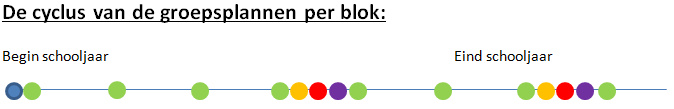 De cyclus van de groepsplannen per blok:
Begin schooljaar Eind schooljaar